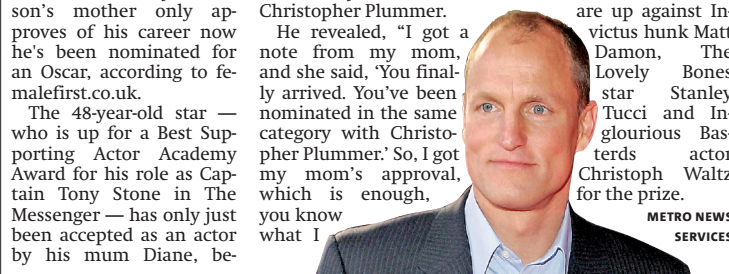 son's mother only ap-
proves of his career now
he's been nominated for
an Oscar, according to fe-
malefirst.co.uk.
The 48-year-old star —
who is up for a Best Sup-
porting Actor Academy
Award for his role as Cap-
tain Tony Stone in The
Messenger — has only just
been accepted as an actor
by his mum Diane, be-
Christopher Plummer.
He revealed, “I got a
note from my mom,
and she said, ‘You final-
ly arrived. You've been
nominated in the same
category with Christo-
pher Plummer.’ So, I got
my mom's approval,
which is enough,
you know
what I
are up against In-
victus hunk Matt
Damon, The
Lovely Bones
star Stanley
Tucci and In-
glourious Bas-
terds actor
Christoph Waltz
for the prize.
METRO NEWS
SERVICES